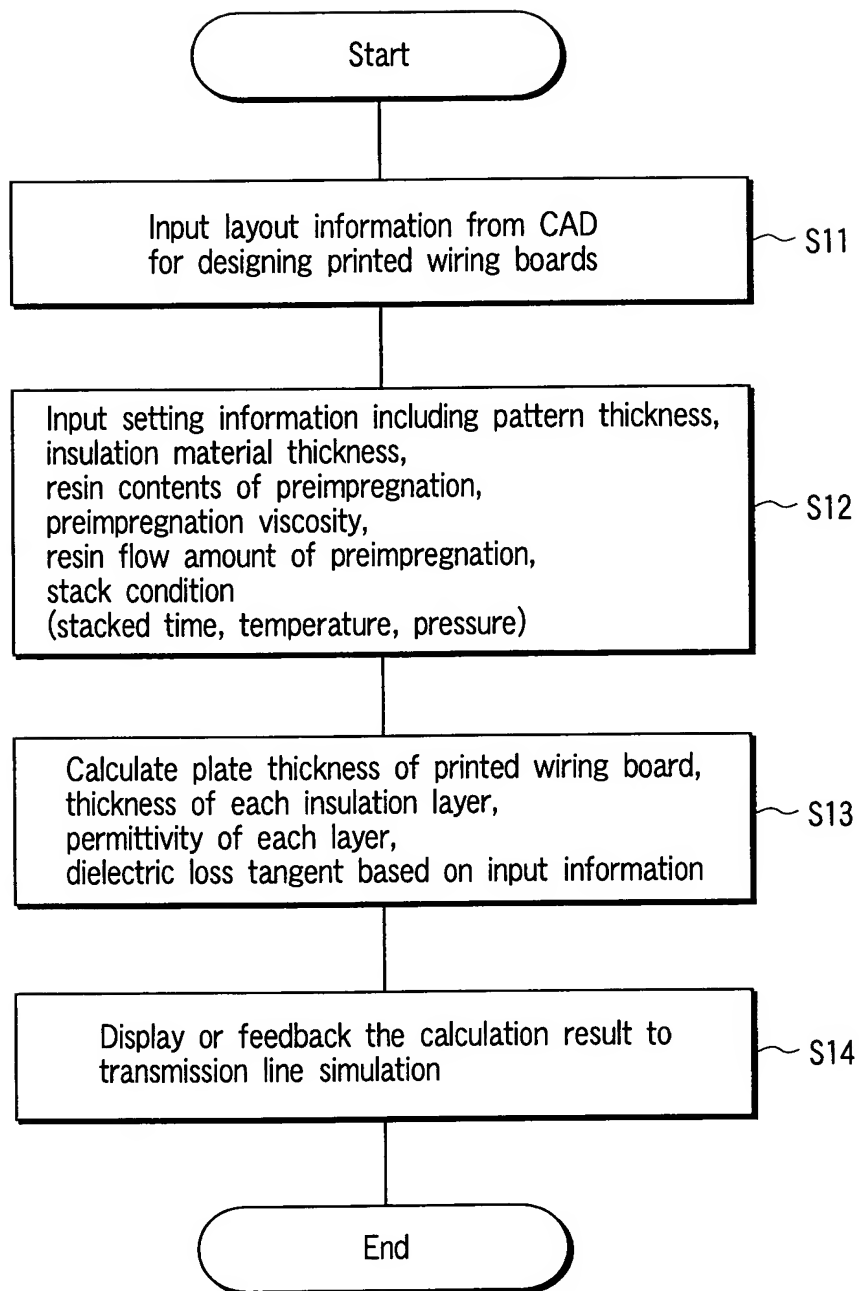 Start
Input layout information from CAD
for designing printed wiring boards
S11
Input setting information including pattern thickness,
insulation material thickness,
resin contents of preimpregnation,
preimpregnation viscosity,
resin flow amount of preimpregnation,
stack condition
(stacked time, temperature, pressure)
S12
Calculate plate thickness of printed wiring board,
thickness of each insulation layer,
permittivity of each layer,
dielectric loss tangent based on input information
S13
Display or feedback the calculation result to
transmission line simulation
S14
End